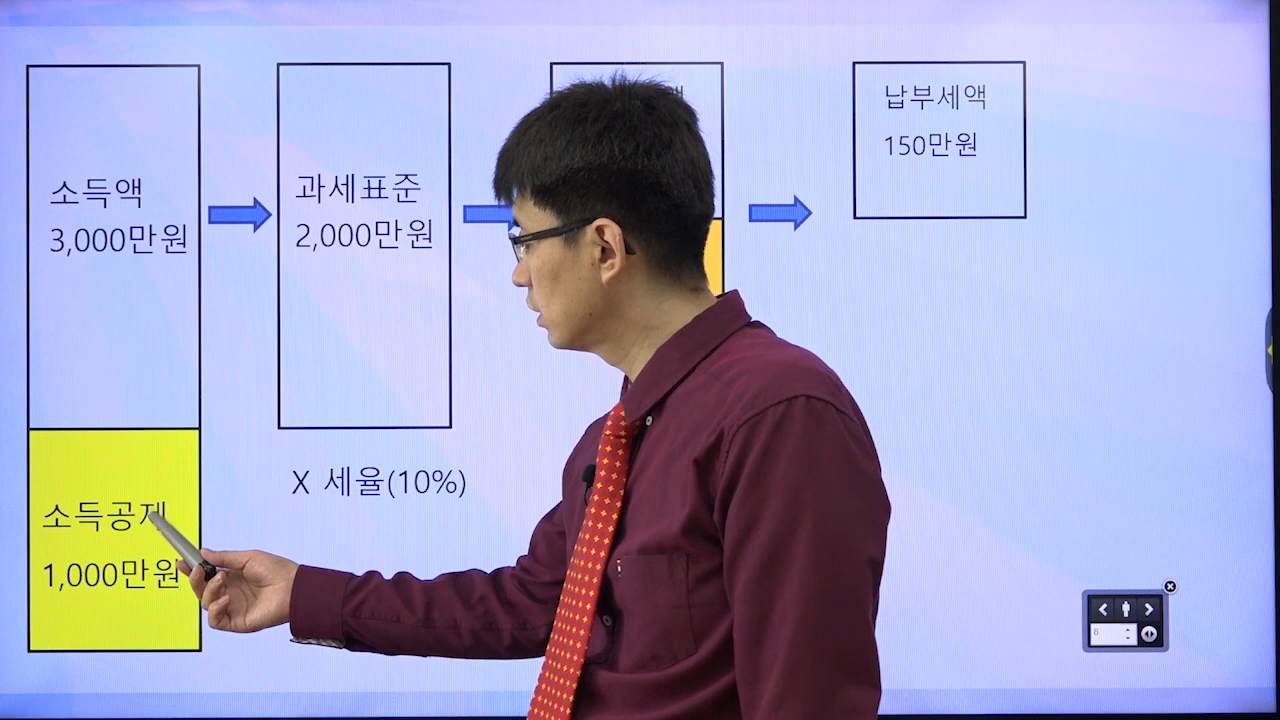 소득액
3,000만원
소득공제
1,000만원
과세표준
2,000만원
X 세율(10%)
납부세액
150만원
8